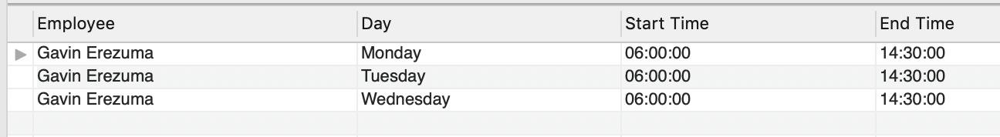 Employee Day Start Time End Time
Gavin Erezuma Monday 06:00:00 14:30:00
Gavin Erezuma Tuesday 06:00:00 14:30:00
Gavin Erezuma Wednesday 06:00:00 14:30:00